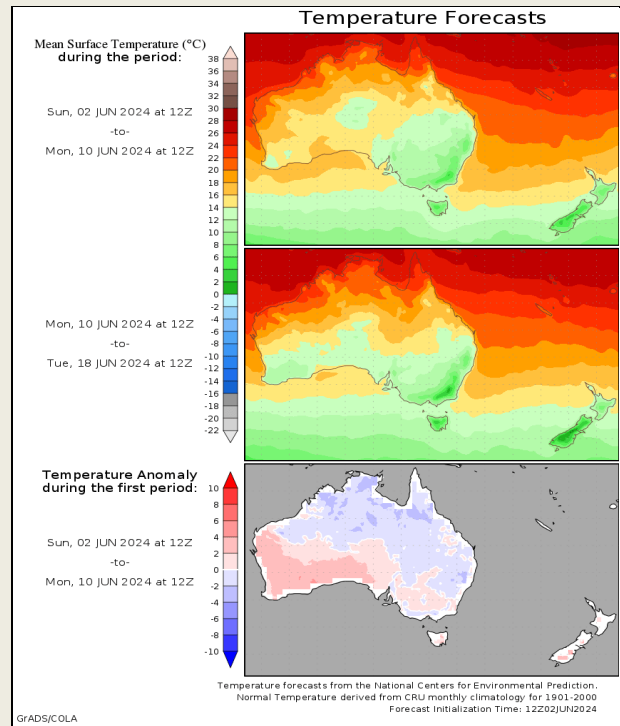 Temperature Forecasts
Mean Surface Temperature (°C)
during the period:
38
36
34
32
30
28
26
24
22
20
18
16
14
12
10
8
6
4
2
0
-2
-4
-6
-8
-10
-12
-14
-16
-18
-20
-22
Sun, 02 JUN 2024 at 12Z
-to-
Mon, 10 JUN 2024 at 12Z
Mon, 10 JUN 2024 at 12Z
-to-
Tue, 18 JUN 2024 at 12Z
Temperature Anomaly
during the first period:
10
8
6
4
2
0
-2
-4
-6
-8
-10
Sun, 02 JUN 2024 at 12Z
-to-
Mon, 10 JUN 2024 at 12Z
Temperature forecasts from the National Centers for Environmental Prediction.
Normal Temperature derived from CRU monthly climatology for 1901-2000
Forecast Initialization Time: 12Z02JUN2024
GrADS/COLA